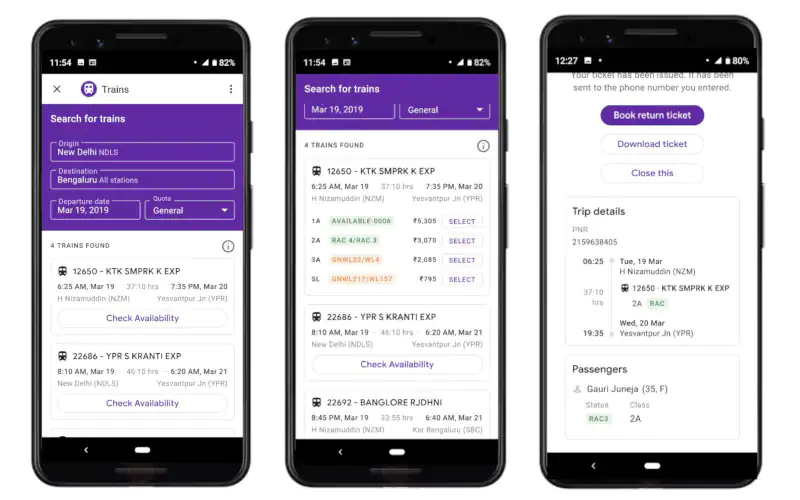 11:54
82%
Trains
Search for trains
Origin
New Delhi NDLS
Destination
Bengaluru All stations
Departure date
Mar 19, 2019
Quota
General
4 TRAINS FOUND
12650 - KTK SMPRK K EXP
6:25 AM, Mar 19 37:10 hrs 7:35 PM, Mar 20
H Nizamuddin (NZM) Yesvantpur Jn (YPR)
Check Availability
22686 - YPR S KRANTI EXP
8:10 AM, Mar 19 46:10 hrs 6:20 AM, Mar 21
New Delhi (NDLS) Yesvantpur Jn (YPR)
Check Availability
11:54
82%
Search for trains
Mar 19, 2019
General
4 TRAINS FOUND
12650 - KTK SMPRK K EXP
6:25 AM, Mar 19 37:10 hrs 7:35 PM, Mar 20
H Nizamuddin (NZM) Yesvantpur Jn (YPR)
1A AVAILABLE-0006 ₹5,305 SELECT
2A RAC 4/RAC 3 ₹3,070 SELECT
3A GNWL22/WL4 ₹2,085 SELECT
SL GNWL217/WL157 ₹795 SELECT
22686 - YPR S KRANTI EXP
8:10 AM, Mar 19 46:10 hrs 6:20 AM, Mar 21
New Delhi (NDLS) Yesvantpur Jn (YPR)
Check Availability
22692 - BANGLORE RJDHNI
8:45 PM, Mar 19 33:55 hrs 6:40 AM, Mar 21
H Nizamuddin (NZM) Ksr Bengaluru (SBC)
12:27
80%
Your ticket has been issued. It has been
sent to the phone number you entered.
Book return ticket
Download ticket
Close this
Trip details
PNR
2159638405
06:25 Tue, 19 Mar
H Nizamuddin (NZM)
37:10
hrs
12650 - KTK SMPRK K EXP
2A RAC
Wed, 20 Mar
19:35 Yesvantpur Jn (YPR)
Passengers
Gauri Juneja (35, F)
Status Class
RAC3 2A